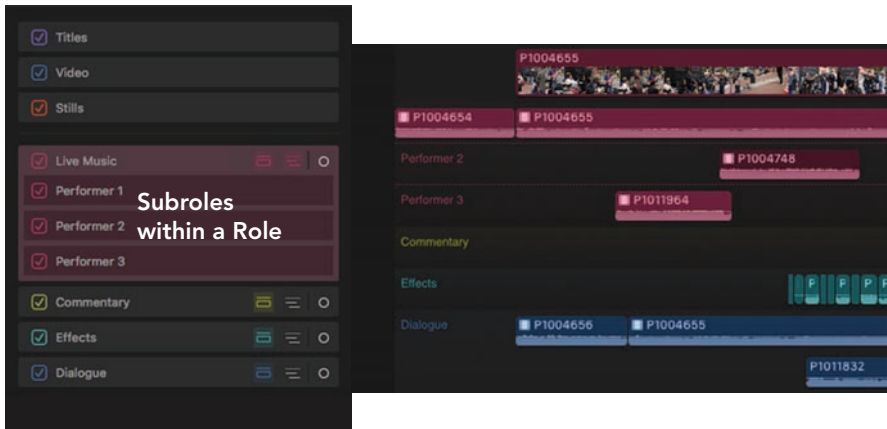 Titles
Video
Stills
Live Music
Performer 1
Performer 2
Performer 3
Subroles
within a Role
Commentary
Effects
Dialogue
P1004655
P1004654 P1004655
Performer 2 P1004748
Performer 3 P1011964
Commentary
Effects P P P P
Dialogue P1004656 P1004655
P1011832